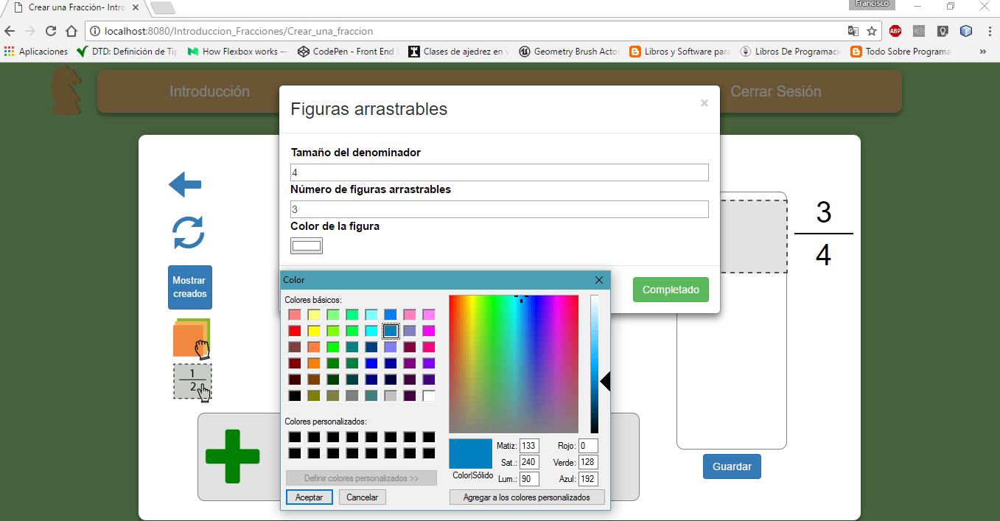 Crear una Fracción- Intro
Francisco
localhost:8080/Introduccion_Fracciones/Crear_una_fraccion
ABP
Aplicaciones
DTD: Definición de Tip
How Flexbox works —
CodePen - Front End
Clases de ajedrez en v
Geometry Brush Acto
Libros y Software para
Libros De Programaci
Todo Sobre Programa
»
Introducción
Cerrar Sesión
Figuras arrastrables
×
Tamaño del denominador
4
Número de figuras arrastrables
3
Color de la figura
Completado
Mostrar
creados
1
2
3
4
Guardar
Color
Colores básicos:
Colores personalizados:
Definir colores personalizados >>
Aceptar
Cancelar
Color|Sólido
Matiz: 133
Rojo: 0
Sat.: 240
Verde: 128
Lum.: 90
Azul: 192
Agregar a los colores personalizados